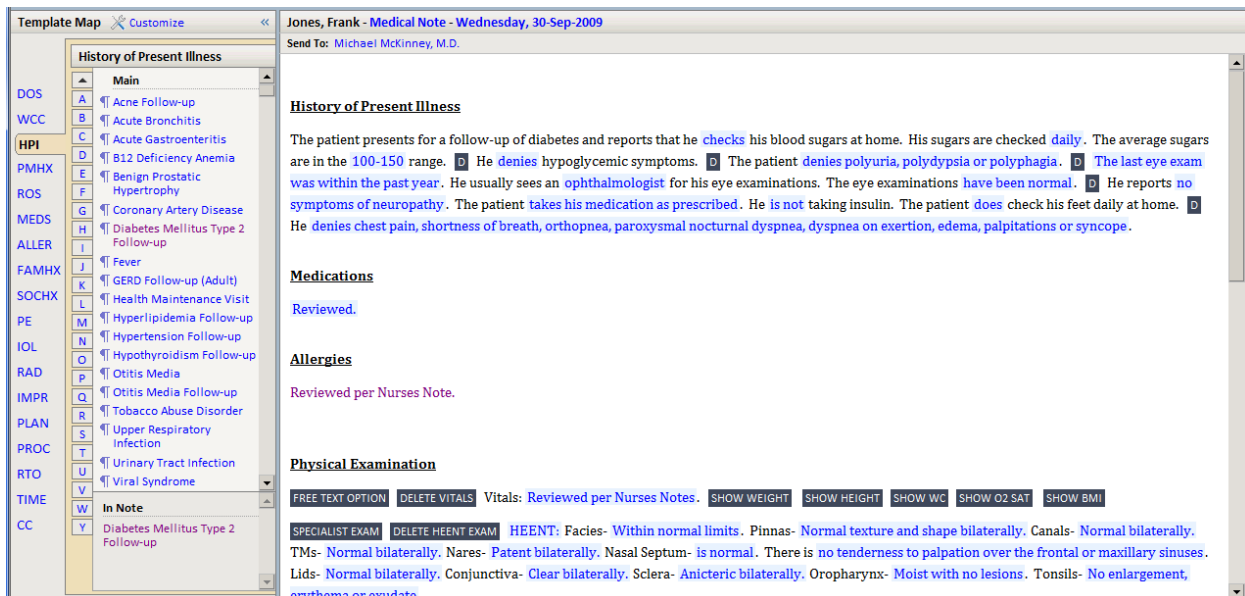 Template Map Customize «
DOS
WCC
HPI
PMHX
ROS
MEDS
ALLER
FAMHX
SOCHX
PE
IOL
RAD
IMPR
PLAN
PROC
RTO
TIME
CC
History of Present Illness
A
B
C
D
E
F
G
H
I
J
K
L
M
N
O
P
Q
R
S
T
U
V
W
Y
Main
¶ Acne Follow-up
¶ Acute Bronchitis
¶ Acute Gastroenteritis
¶ B12 Deficiency Anemia
¶ Benign Prostatic
Hypertrophy
¶ Coronary Artery Disease
¶ Diabetes Mellitus Type 2
Follow-up
¶ Fever
¶ GERD Follow-up (Adult)
¶ Health Maintenance Visit
¶ Hyperlipidemia Follow-up
¶ Hypertension Follow-up
¶ Hypothyroidism Follow-up
¶ Otitis Media
¶ Otitis Media Follow-up
¶ Tobacco Abuse Disorder
¶ Upper Respiratory
Infection
¶ Urinary Tract Infection
¶ Viral Syndrome
In Note
Diabetes Mellitus Type 2
Follow-up
Jones, Frank - Medical Note - Wednesday, 30-Sep-2009
Send To: Michael McKinney, M.D.
History of Present Illness
The patient presents for a follow-up of diabetes and reports that he checks his blood sugars at home. His sugars are checked daily. The average sugars
are in the 100-150 range. D He denies hypoglycemic symptoms. D The patient denies polyuria, polydypsia or polyphagia. D The last eye exam
was within the past year. He usually sees an ophthalmologist for his eye examinations. The eye examinations have been normal. D He reports no
symptoms of neuropathy. The patient takes his medication as prescribed. He is not taking insulin. The patient does check his feet daily at home. D
He denies chest pain, shortness of breath, orthopnea, paroxysmal nocturnal dyspnea, dyspnea on exertion, edema, palpitations or syncope.
Medications
Reviewed.
Allergies
Reviewed per Nurses Note.
Physical Examination
FREE TEXT OPTION DELETE VITALS Vitals: Reviewed per Nurses Notes. SHOW WEIGHT SHOW HEIGHT SHOW WC SHOW O2 SAT SHOW BMI
SPECIALIST EXAM DELETE HEENT EXAM HEENT: Facies- Within normal limits. Pinnas- Normal texture and shape bilaterally. Canals- Normal bilaterally.
TMs- Normal bilaterally. Nares- Patent bilaterally. Nasal Septum- is normal. There is no tenderness to palpation over the frontal or maxillary sinuses.
Lids- Normal bilaterally. Conjunctiva- Clear bilaterally. Sclera- Anicteric bilaterally. Oropharynx- Moist with no lesions. Tonsils- No enlargement,
erythema or exudate.